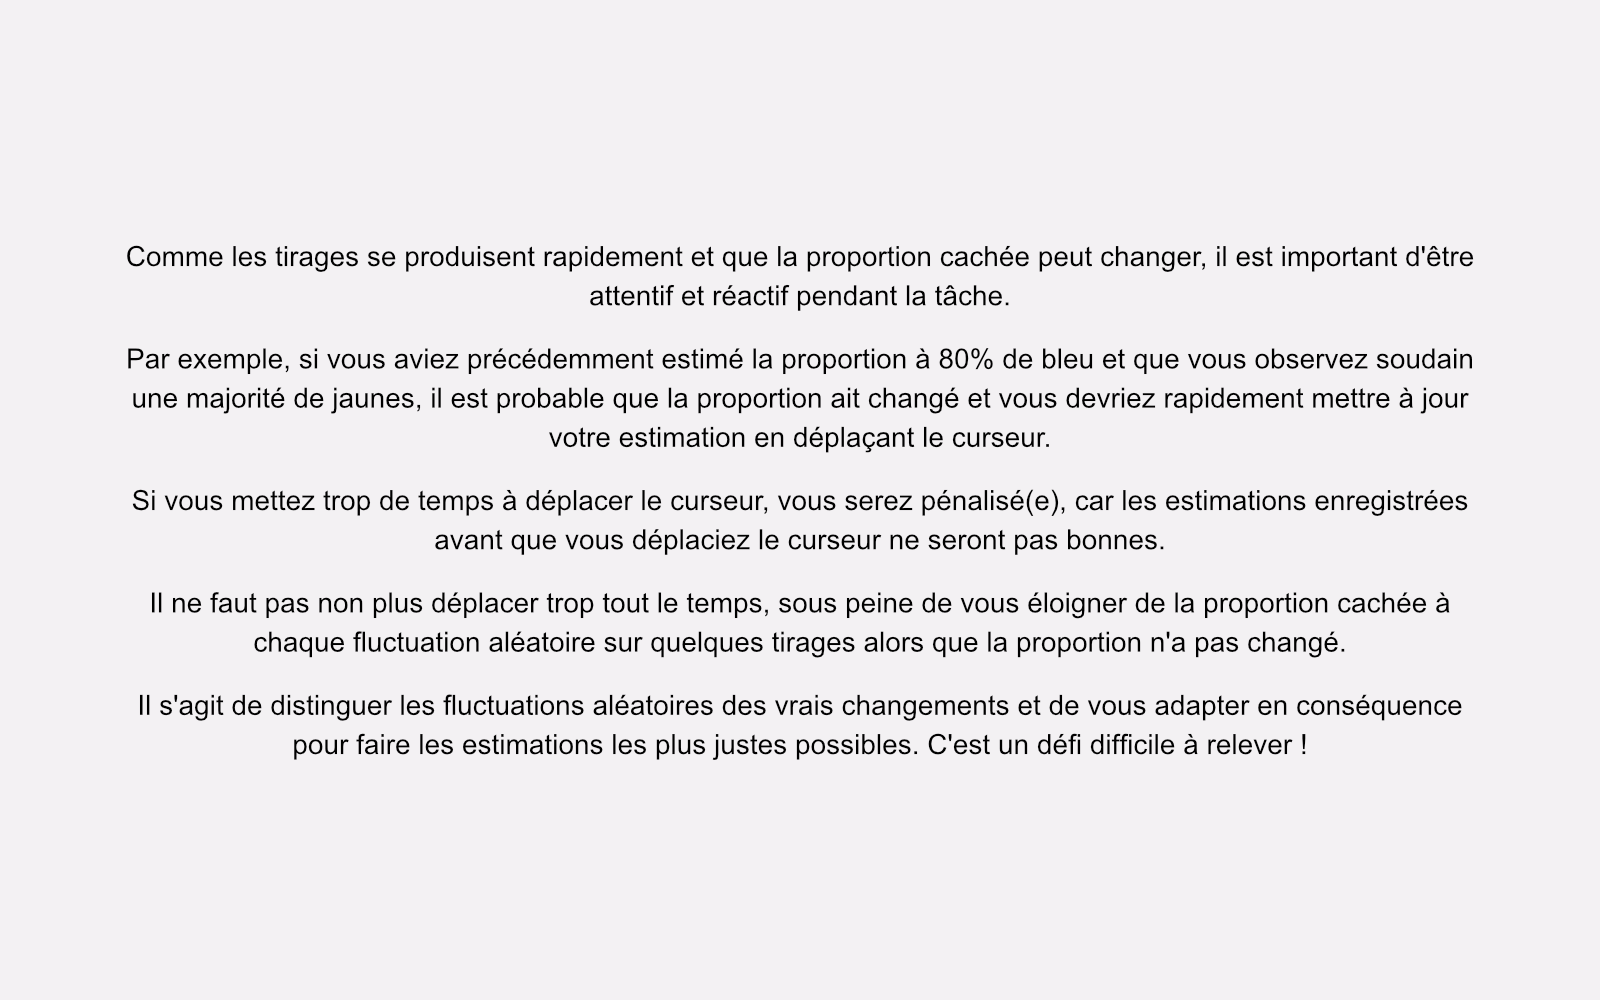 Comme les tirages se produisent rapidement et que la proportion cachée peut changer, il est important d'être
attentif et réactif pendant la tâche.
Par exemple, si vous aviez précédemment estimé la proportion à 80% de bleu et que vous observez soudain
une majorité de jaunes, il est probable que la proportion ait changé et vous devriez rapidement mettre à jour
votre estimation en déplaçant le curseur.
Si vous mettez trop de temps à déplacer le curseur, vous serez pénalisé(e), car les estimations enregistrées
avant que vous déplaciez le curseur ne seront pas bonnes.
Il ne faut pas non plus déplacer trop tout le temps, sous peine de vous éloigner de la proportion cachée à
chaque fluctuation aléatoire sur quelques tirages alors que la proportion n'a pas changé.
Il s'agit de distinguer les fluctuations aléatoires des vrais changements et de vous adapter en conséquence
pour faire les estimations les plus justes possibles. C'est un défi difficile à relever !